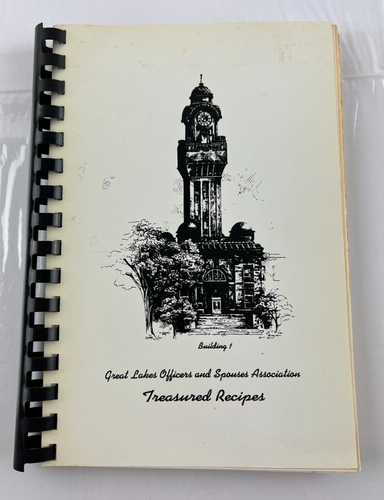 Building 1
Great Lakes Officers and Spouses Association
Treasured Recipes